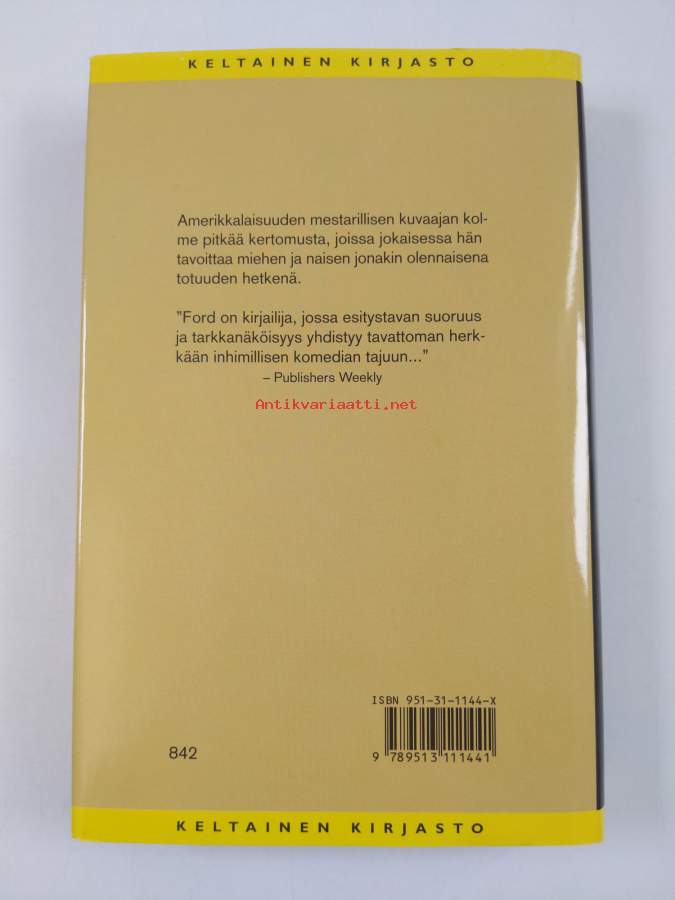 KELTAINEN KIRJASTO
Amerikkalaisuuden mestarillisen kuvaajan kol-
me pitkää kertomusta, joissa jokaisessa hän
tavoittaa miehen ja naisen jonakin olennaisena
totuuden hetkenä.
"Ford on kirjailija, jossa esitystavan suoruus
ja tarkkanäköisyys yhdistyy tavattoman herk-
kään inhimillisen komedian tajuun..."
– Publishers Weekly
Antikvariaatti.net
ISBN 951-31-1144-X
842
9 789513 111441
KELTAINEN KIRJASTO